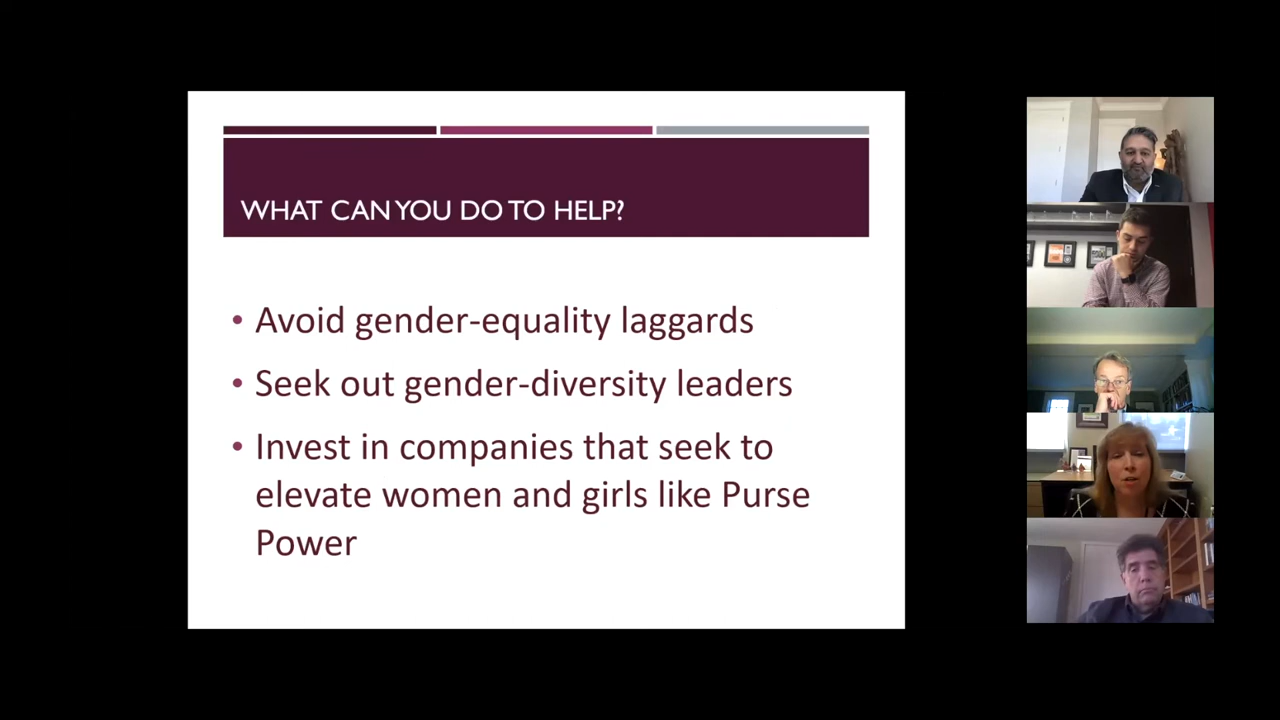 WHAT CAN YOU DO TO HELP?
• Avoid gender-equality laggards
• Seek out gender-diversity leaders
• Invest in companies that seek to
elevate women and girls like Purse
Power